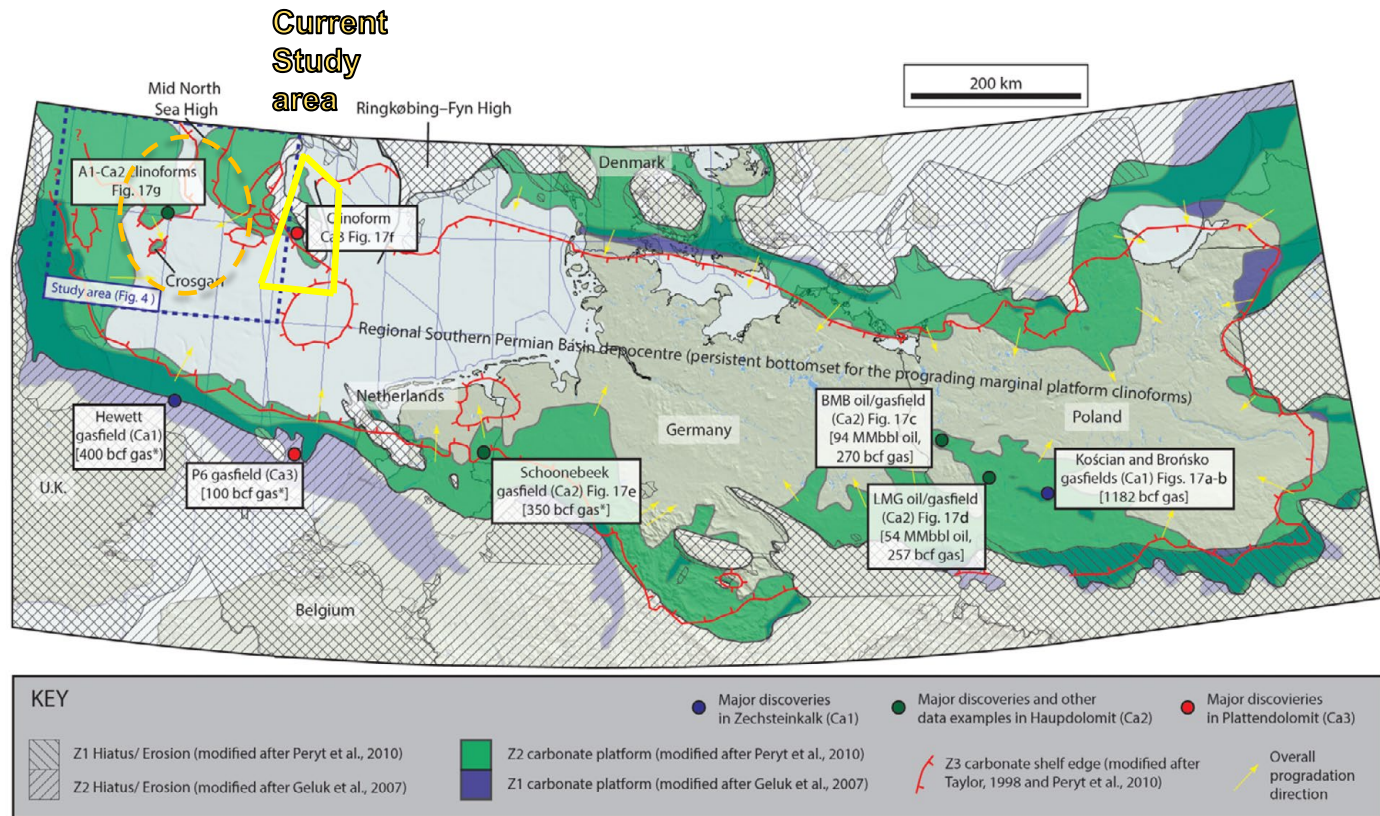 Current
Study
area
200 km
Mid North
Sea High
Ringkøbing–Fyn High
Denmark
?
A1-Ca2 clinoforms
Fig. 17g
Clinoform
Ca3 Fig. 17f
Crosgan
Study area (Fig. 4 )
Regional Southern Permian Basin depocentre (persistent bottomset for the prograding marginal platform clinoforms)
Netherlands
Germany
Poland
Hewett
gasfield (Ca1)
[400 bcf gas*)
P6 gasfield (Ca3)
[100 bcf gas*]
U.K.
Belgium
Schoonebeek
gasfield (Ca2) Fig. 17e
[350 bcf gas*]
BMB oil/gasfield
(Ca2) Fig. 17c
[94 MMbbl oil,
270 bcf gas]
LMG oil/gasfield
(Ca2) Fig. 17d
[54 MMbbl oil,
257 bcf gas]
Kościan and Brońsko
gasfields (Ca1) Figs. 17a-b
[1182 bcf gas]
KEY
Major discoveries
in Zechsteinkalk (Ca1)
Major discoveries and other
data examples in Haupdolomit (Ca2)
Major discovieries
in Plattendolomit (Ca3)
Z1 Hiatus/ Erosion (modified after Peryt et al., 2010)
Z2 Hiatus/ Erosion (modified after Geluk et al., 2007)
Z2 carbonate platform (modified after Peryt et al., 2010)
Z1 carbonate platform (modified after Geluk et al., 2007)
Z3 carbonate shelf edge (modified after
Taylor, 1998 and Peryt et al., 2010)
Overall
progradation
direction